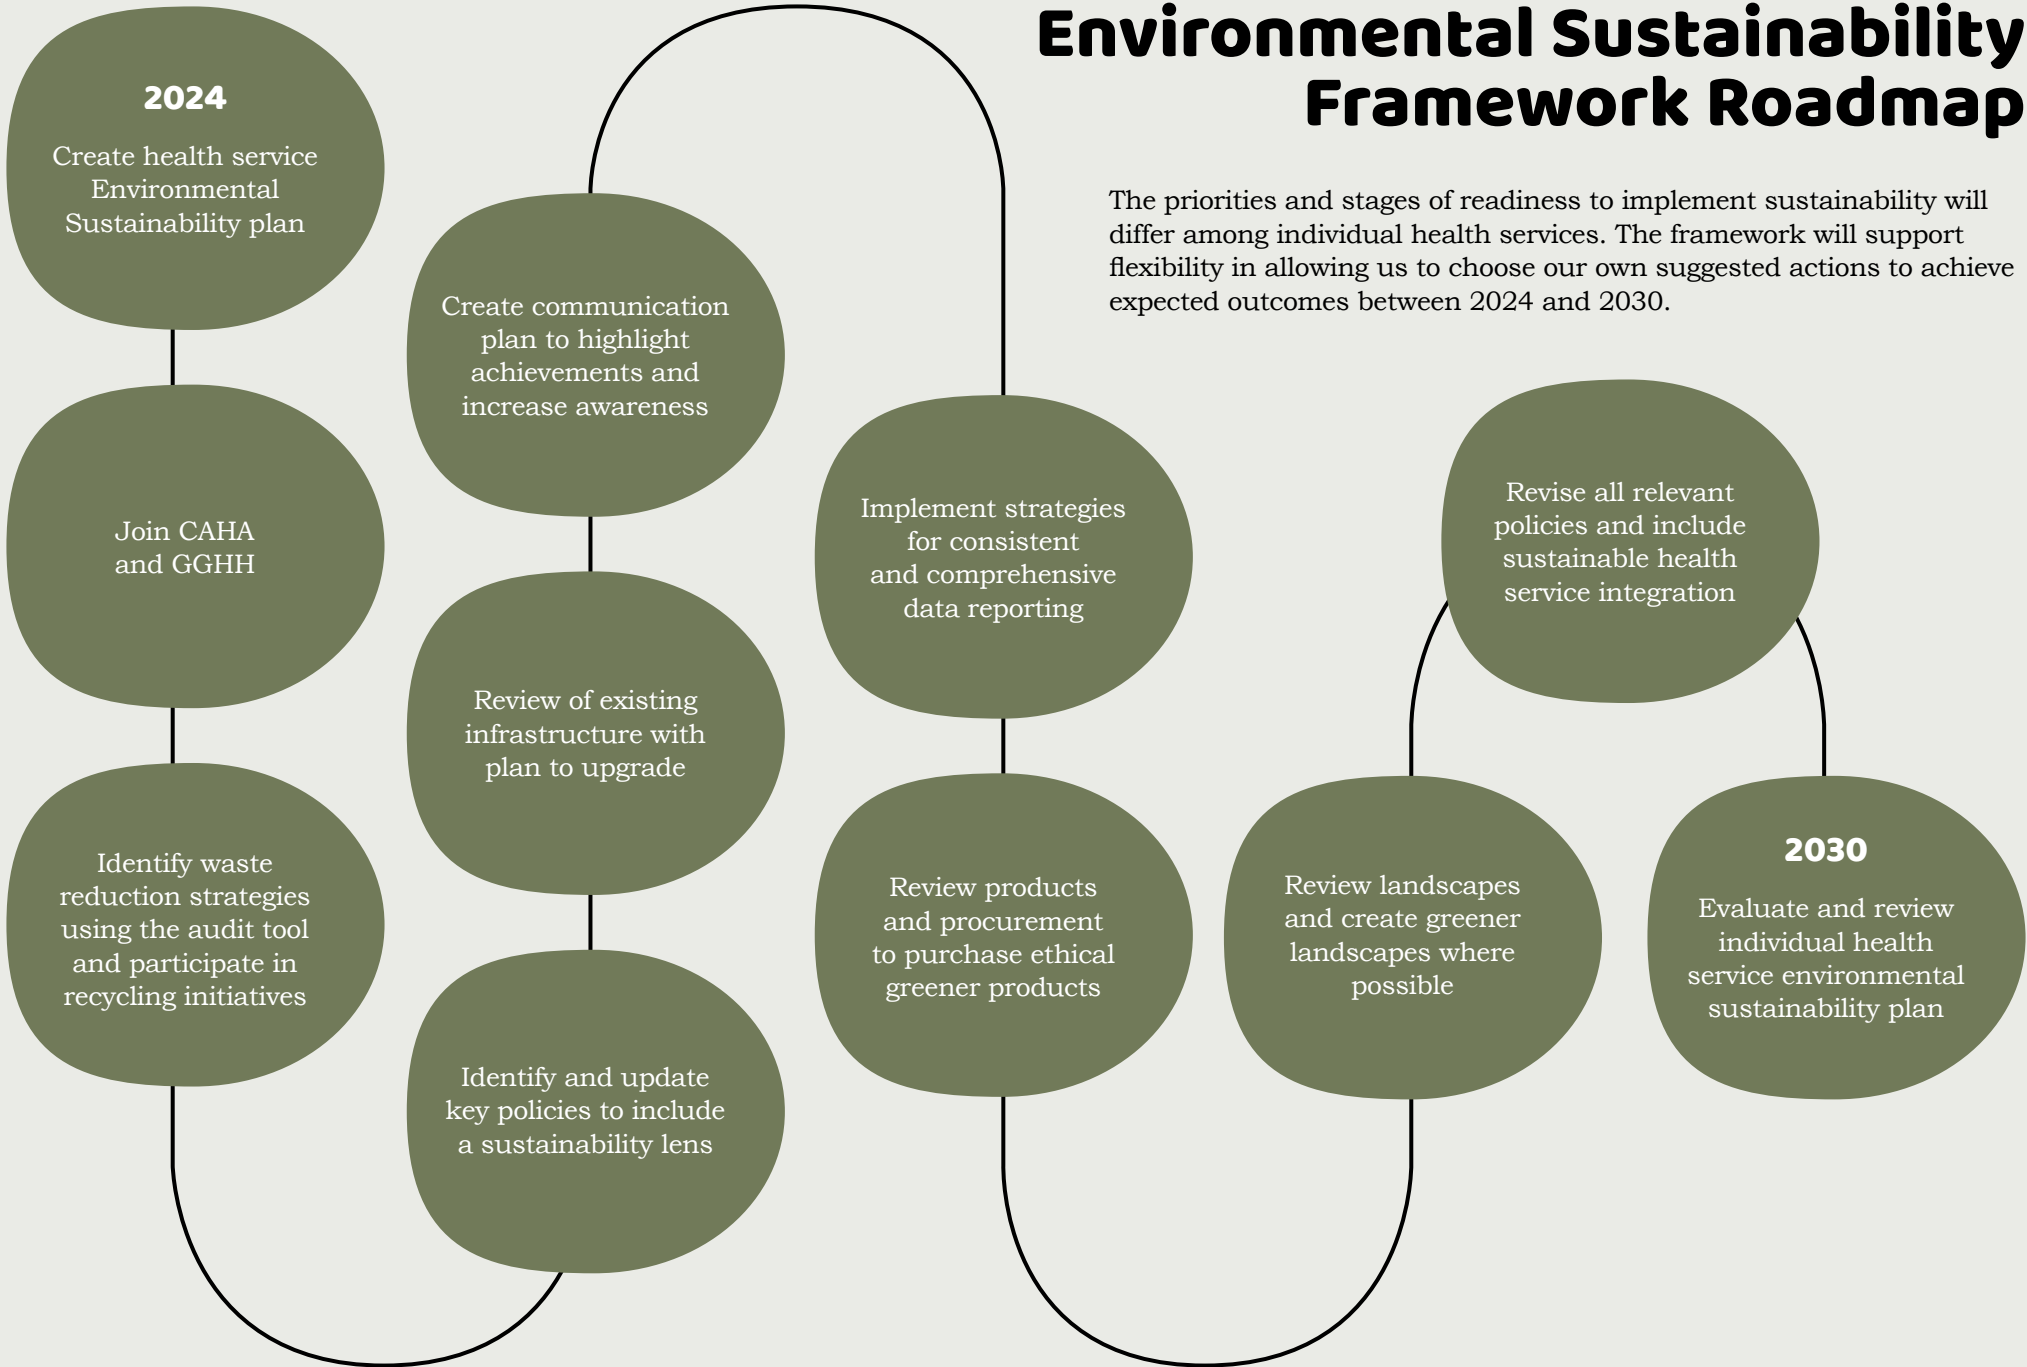 Environmental Sustainability
Framework Roadmap
The priorities and stages of readiness to implement sustainability will
differ among individual health services. The framework will support
flexibility in allowing us to choose our own suggested actions to achieve
expected outcomes between 2024 and 2030.
2024
Create health service
Environmental
Sustainability plan
Join CAHA
and GGHH
Identify waste
reduction strategies
using the audit tool
and participate in
recycling initiatives
Identify and update
key policies to include
a sustainability lens
Review of existing
infrastructure with
plan to upgrade
Create communication
plan to highlight
achievements and
increase awareness
Implement strategies
for consistent
and comprehensive
data reporting
Review products
and procurement
to purchase ethical
greener products
Review landscapes
and create greener
landscapes where
possible
Revise all relevant
policies and include
sustainable health
service integration
2030
Evaluate and review
individual health
service environmental
sustainability plan